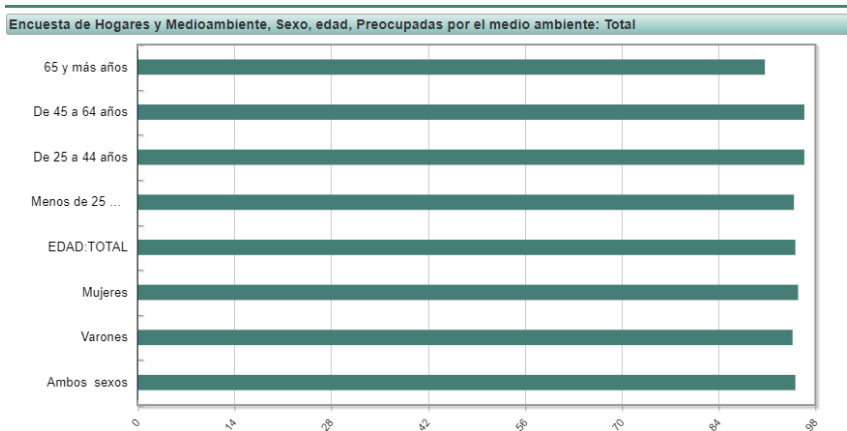 Encuesta de Hogares y Medioambiente, Sexo, edad, Preocupadas por el medio ambiente: Total
65 y más años
De 45 a 64 años
De 25 a 44 años
Menos de 25 ...
EDAD:TOTAL
Mujeres
Varones
Ambos sexos
0 14 28 42 56 70 84 98